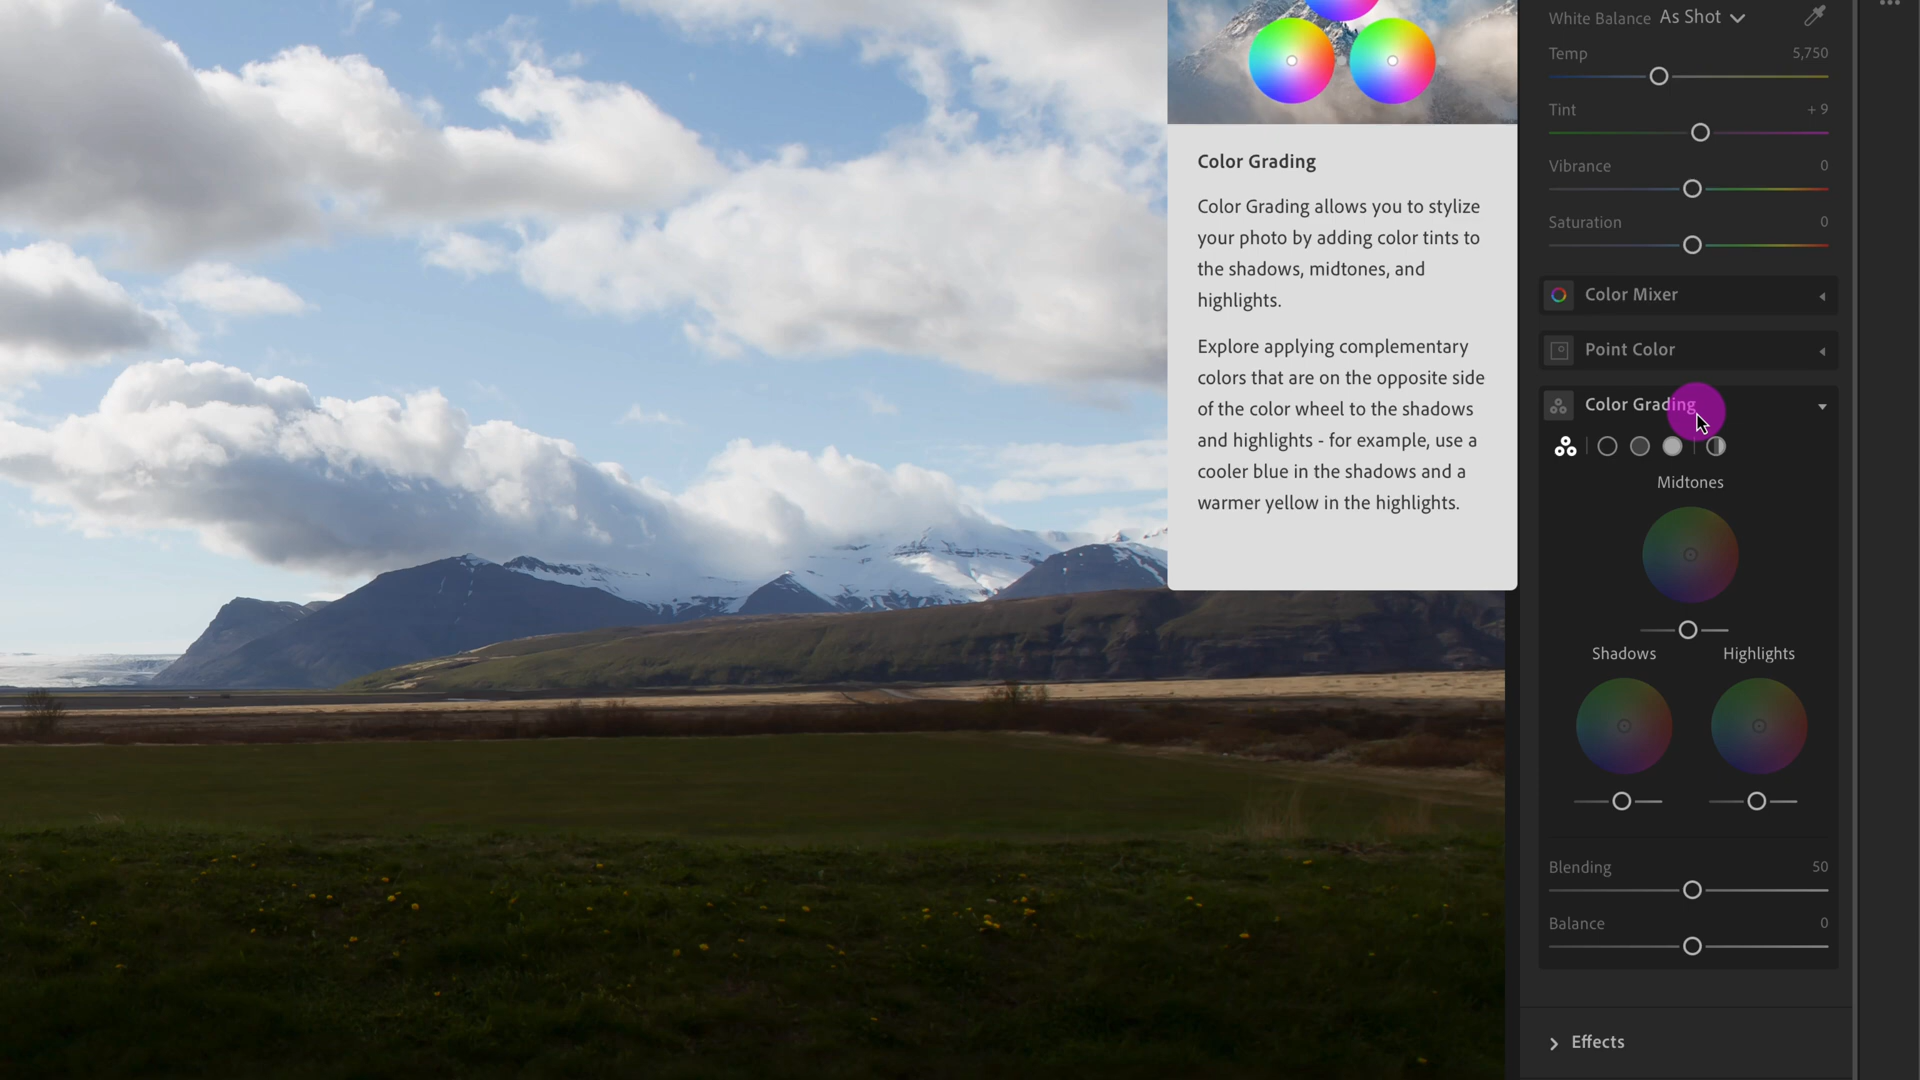 White Balance As Shot
Temp 5,750
Tint + 9
Vibrance 0
Saturation 0
Color Mixer
Point Color
Color Grading
Midtones
Shadows Highlights
Blending 50
Balance 0
Effects
Color Grading
Color Grading allows you to stylize
your photo by adding color tints to
the shadows, midtones, and
highlights.
Explore applying complementary
colors that are on the opposite side
of the color wheel to the shadows
and highlights - for example, use a
cooler blue in the shadows and a
warmer yellow in the highlights.